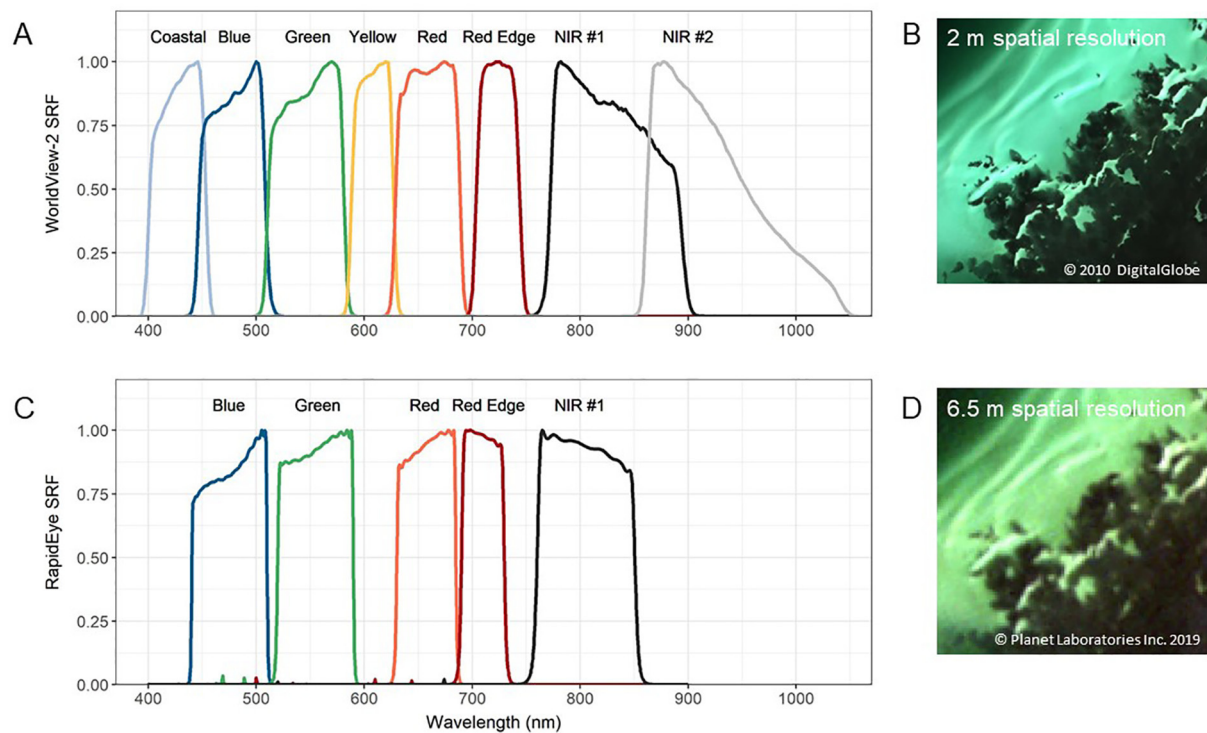 A
Coastal Blue Green Yellow Red Red Edge NIR #1 NIR #2
WorldView-2 SRF
1.00
0.75
0.50
0.25
0.00
400 500 600 700 800 900 1000
B
2 m spatial resolution
© 2010 DigitalGlobe
C
Blue Green Red Red Edge NIR #1
RapidEye SRF
1.00
0.75
0.50
0.25
0.00
400 500 600 700 800 900 1000
Wavelength (nm)
D
6.5 m spatial resolution
© Planet Laboratories Inc. 2019